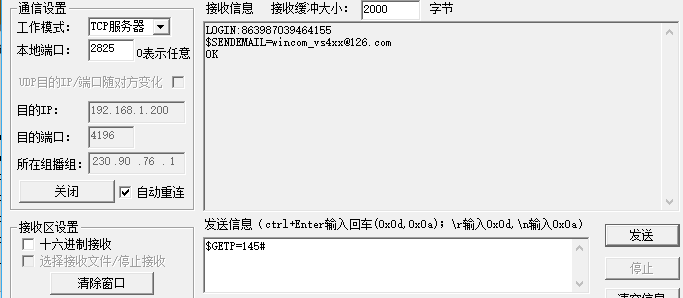 通信设置
工作模式: TCP服务器
本地端口: 2825 0表示任意
UDP目的IP/端口随对方变化
目的IP: 192.168.1.200
目的端口: 4196
所在组播组: 230 .90 .76 .1
关闭 自动重连
接收区设置
十六进制接收
选择接收文件/停止接收
清除窗口
接收信息 接收缓冲大小: 2000 字节
LOGIN:863987039464155
$SENDEMAIL=wincom_vs4xx@126.com
OK
发送信息（ctrl+Enter输入回车(0x0d,0x0a); \r输入0x0d,\n输入0x0a)
$GETP=145#
发送
停止
清空信息